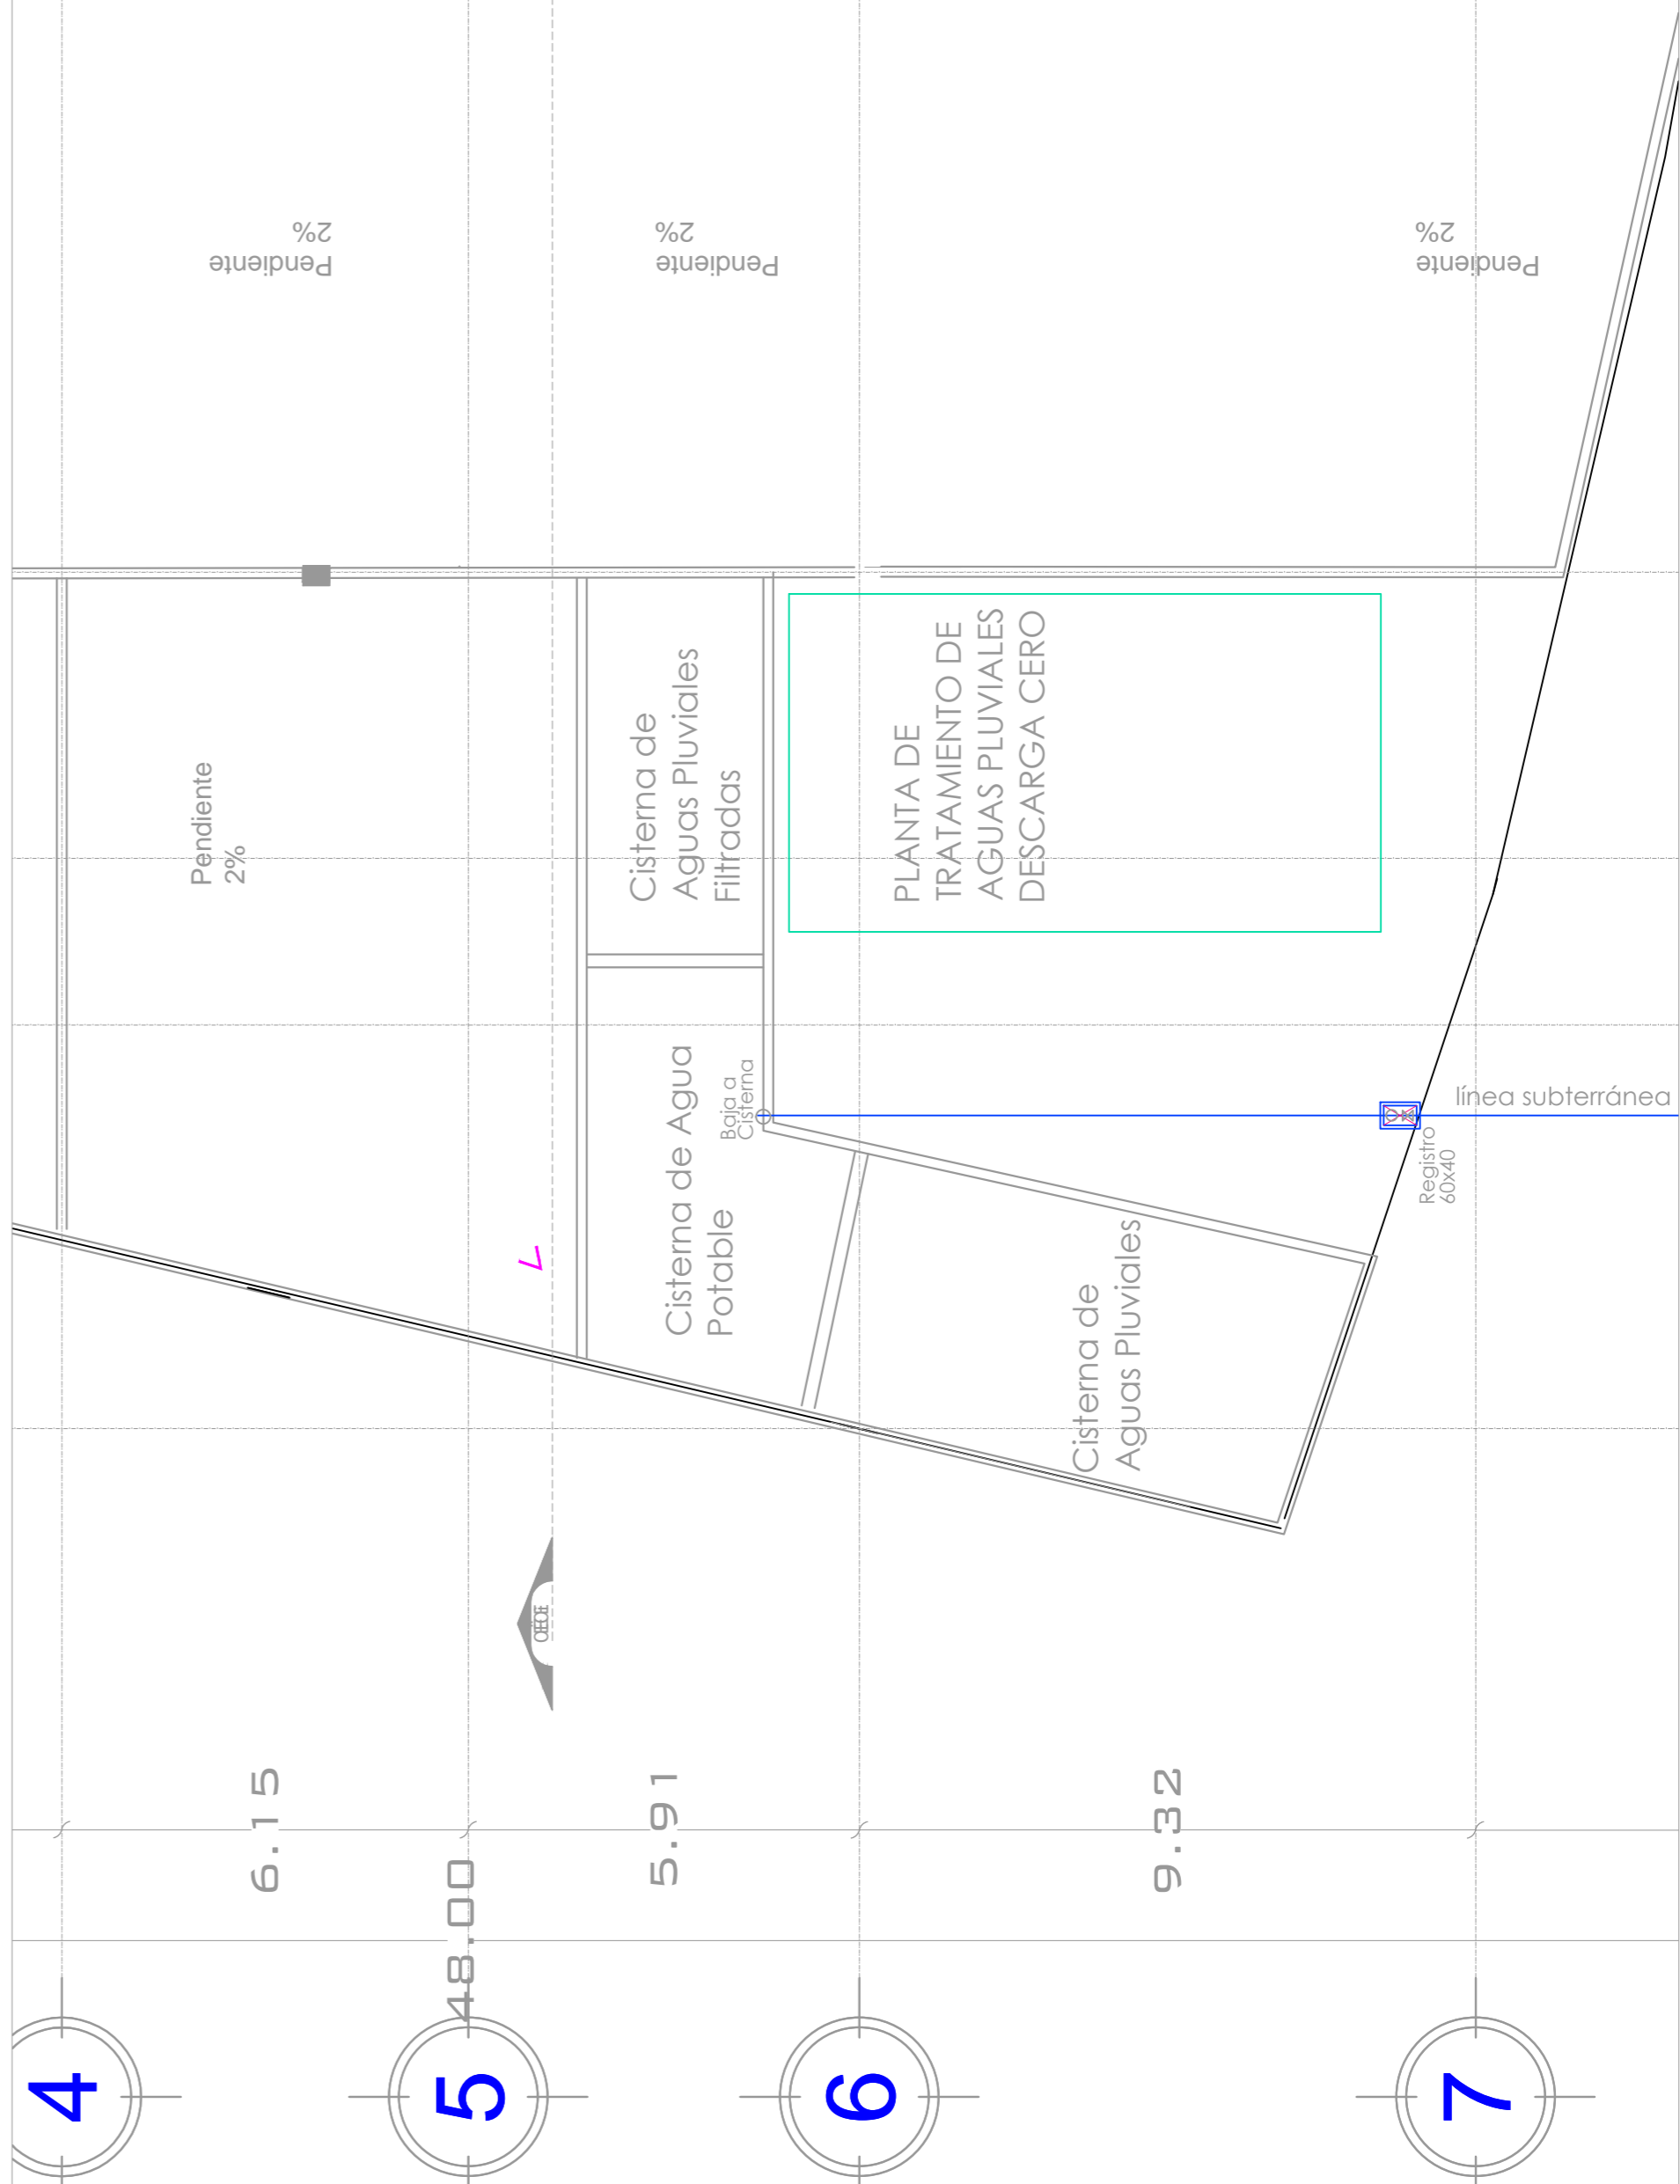 Pendiente
2%
Pendiente
2%
Pendiente
2%
Pendiente
2%
Cisterna de
Aguas Pluviales
Filtradas
PLANTA DE
TRATAMIENTO DE
AGUAS PLUVIALES
DESCARGA CERO
Cisterna de Agua
Potable
Baja a
Cisterna
línea subterránea
Registro
60x40
Cisterna de
Aguas Pluviales
6.15
5.91
9.32
48.00
4
5
6
7